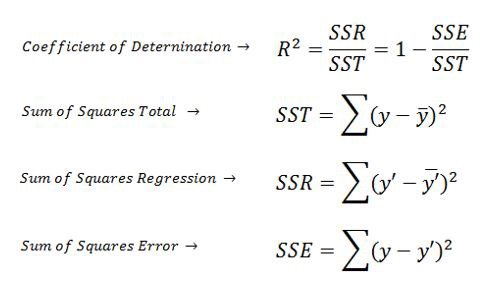 Coefficient of Deternination → R² = SSR/SST = 1 − SSE/SST
Sum of Squares Total → SST = ∑(y − ȳ)²
Sum of Squares Regression → SSR = ∑(y′ − y̅′)²
Sum of Squares Error → SSE = ∑(y − y′)²